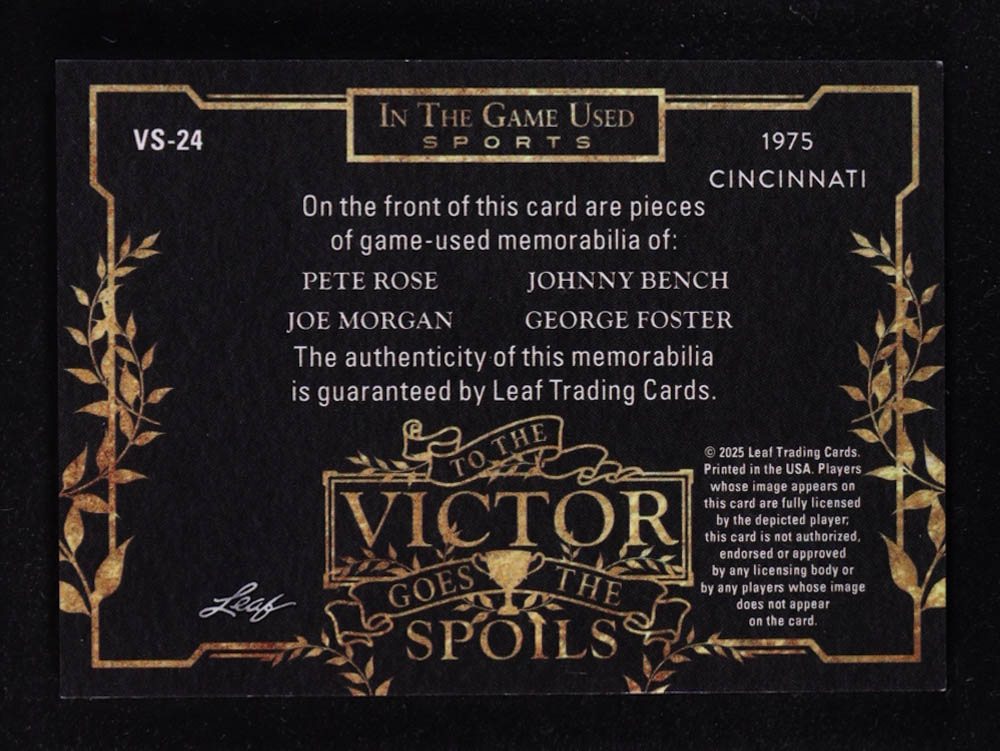 IN THE GAME USED
SPORTS
VS-24
1975
CINCINNATI
On the front of this card are pieces
of game-used memorabilia of:
PETE ROSE JOHNNY BENCH
JOE MORGAN GEORGE FOSTER
The authenticity of this memorabilia
is guaranteed by Leaf Trading Cards.
TO THE
VICTOR
GOES THE
SPOILS
Leaf
© 2025 Leaf Trading Cards.
Printed in the USA. Players
whose image appears on
this card are fully licensed
by the depicted player;
this card is not authorized,
endorsed or approved
by any licensing body or
by any players whose image
does not appear
on the card.